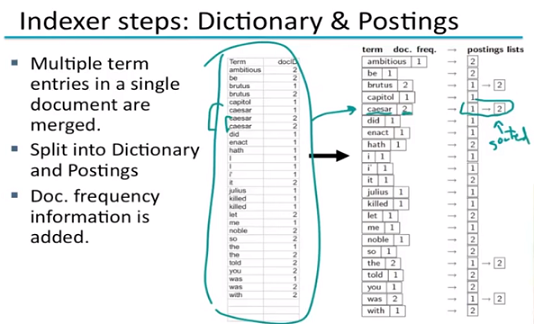 Indexer steps: Dictionary & Postings
▪ Multiple term
entries in a single
document are
merged.
▪ Split into Dictionary
and Postings
▪ Doc. frequency
information is
added.
Term docID
ambitious 2
be 2
brutus 1
brutus 2
capitol 1
caesar 1
caesar 2
caesar 2
did 1
enact 1
hath 1
I 1
I 1
i' 1
it 2
julius 1
killed 1
killed 1
let 2
me 1
noble 2
so 2
the 1
the 2
told 2
you 2
was 1
was 2
with 2
term doc. freq. → postings lists
ambitious 1 → 2
be 1 → 2
brutus 2 → 1 → 2
capitol 1 → 1
caesar 2 → 1 → 2
did 1 → 1
enact 1 → 1
hath 1 → 2
i 1 → 1
i' 1 → 1
it 1 → 2
julius 1 → 1
killed 1 → 1
let 1 → 2
me 1 → 1
noble 1 → 2
so 1 → 2
the 2 → 1 → 2
told 1 → 2
you 1 → 2
was 2 → 1 → 2
with 1 → 2
sorted